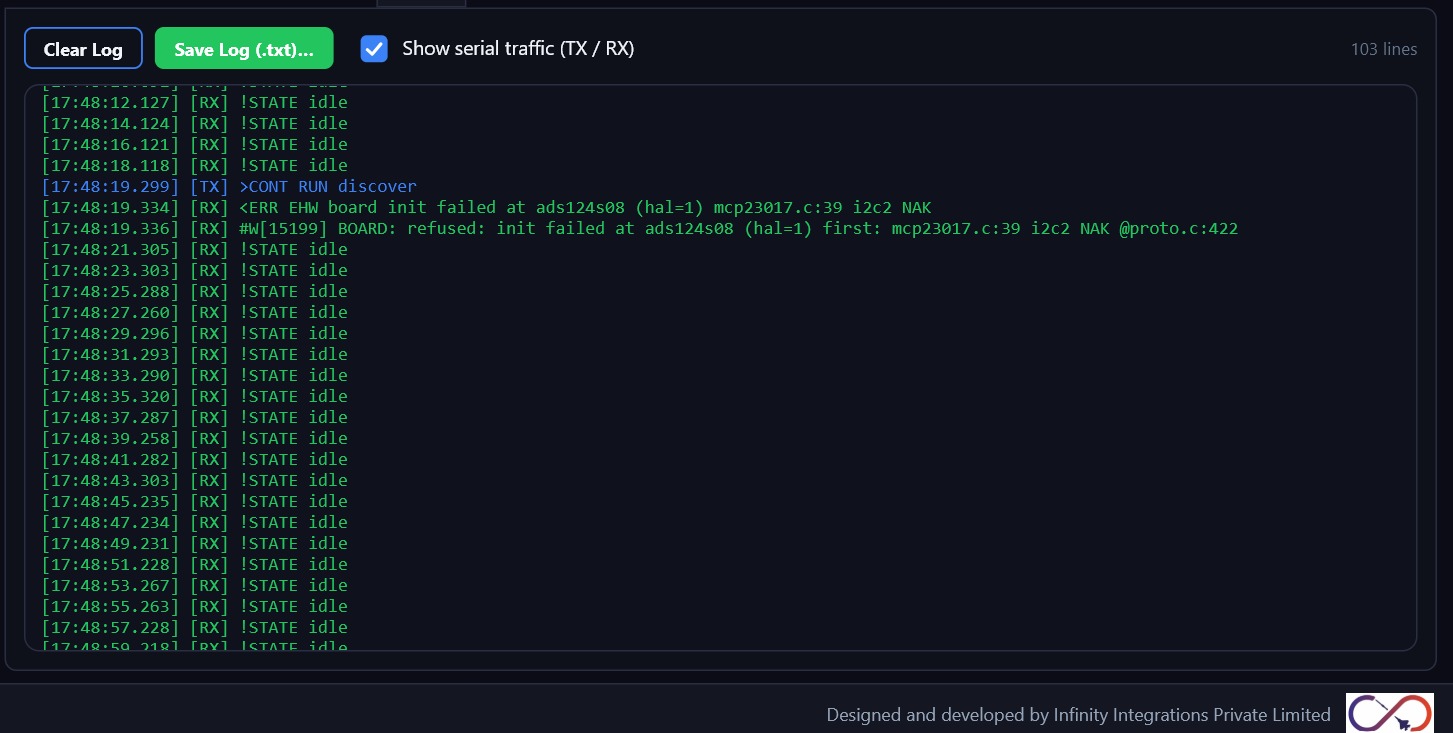 Clear Log
Save Log (.txt)...
Show serial traffic (TX / RX)
103 lines
[17:48:12.127] [RX] !STATE idle
[17:48:14.124] [RX] !STATE idle
[17:48:16.121] [RX] !STATE idle
[17:48:18.118] [RX] !STATE idle
[17:48:19.299] [TX] >CONT RUN discover
[17:48:19.334] [RX] <ERR EHW board init failed at ads124s08 (hal=1) mcp23017.c:39 i2c2 NAK
[17:48:19.336] [RX] #W[15199] BOARD: refused: init failed at ads124s08 (hal=1) first: mcp23017.c:39 i2c2 NAK @proto.c:422
[17:48:21.305] [RX] !STATE idle
[17:48:23.303] [RX] !STATE idle
[17:48:25.288] [RX] !STATE idle
[17:48:27.260] [RX] !STATE idle
[17:48:29.296] [RX] !STATE idle
[17:48:31.293] [RX] !STATE idle
[17:48:33.290] [RX] !STATE idle
[17:48:35.320] [RX] !STATE idle
[17:48:37.287] [RX] !STATE idle
[17:48:39.258] [RX] !STATE idle
[17:48:41.282] [RX] !STATE idle
[17:48:43.303] [RX] !STATE idle
[17:48:45.235] [RX] !STATE idle
[17:48:47.234] [RX] !STATE idle
[17:48:49.231] [RX] !STATE idle
[17:48:51.228] [RX] !STATE idle
[17:48:53.267] [RX] !STATE idle
[17:48:55.263] [RX] !STATE idle
[17:48:57.228] [RX] !STATE idle
[17:48:59.218] [RX] !STATE idle
Designed and developed by Infinity Integrations Private Limited